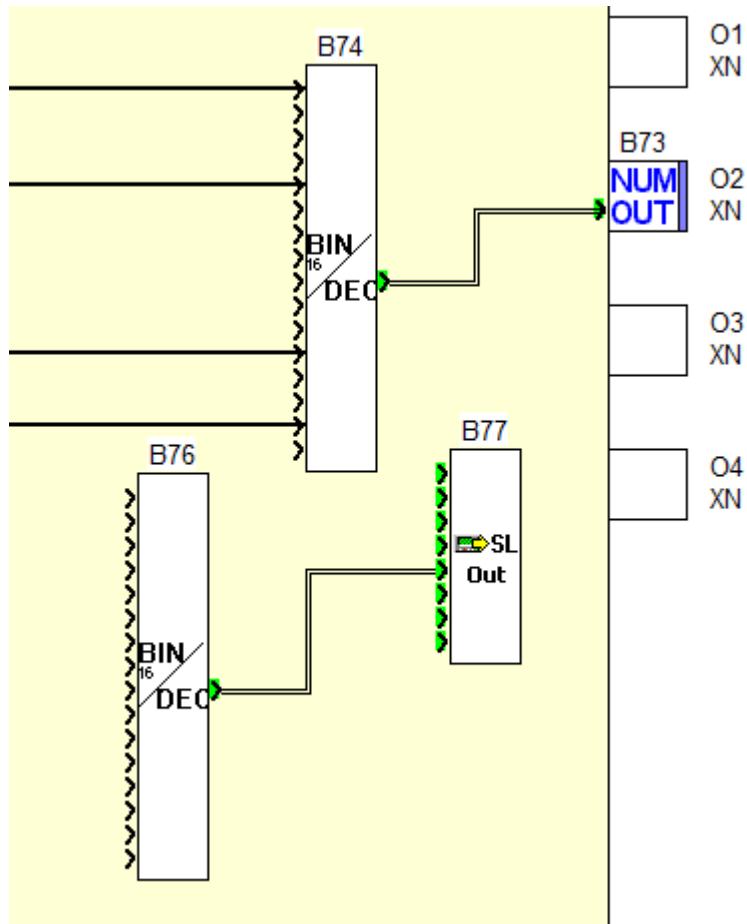 O1
XN
B74
B73
NUM
OUT
O2
XN
BIN
16
DEC
O3
XN
B77
B76
O4
XN
SL
Out
BIN
16
DEC